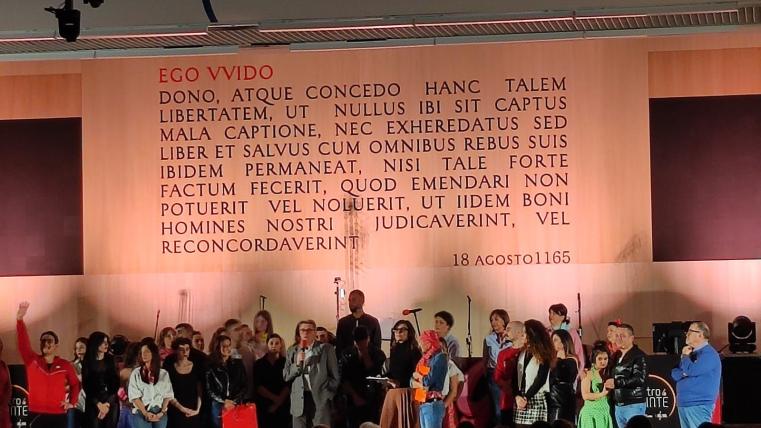 EGO VVIDO
DONO, ATQUE CONCEDO HANC TALEM
LIBERTATEM, UT NULLUS IBI SIT CAPTUS
MALA CAPTIONE, NEC EXHEREDATUS SED
LIBER ET SALVUS CUM OMNIBUS REBUS SUIS
IBIDEM PERMANEAT, NISI TALE FORTE
FACTUM FECERIT, QUOD EMENDARI NON
POTUERIT VEL NOLUERIT, UT IIDEM BONI
HOMINES NOSTRI JUDICAVERINT, VEL
RECONCORDAVERINT
18 AGOSTO1165